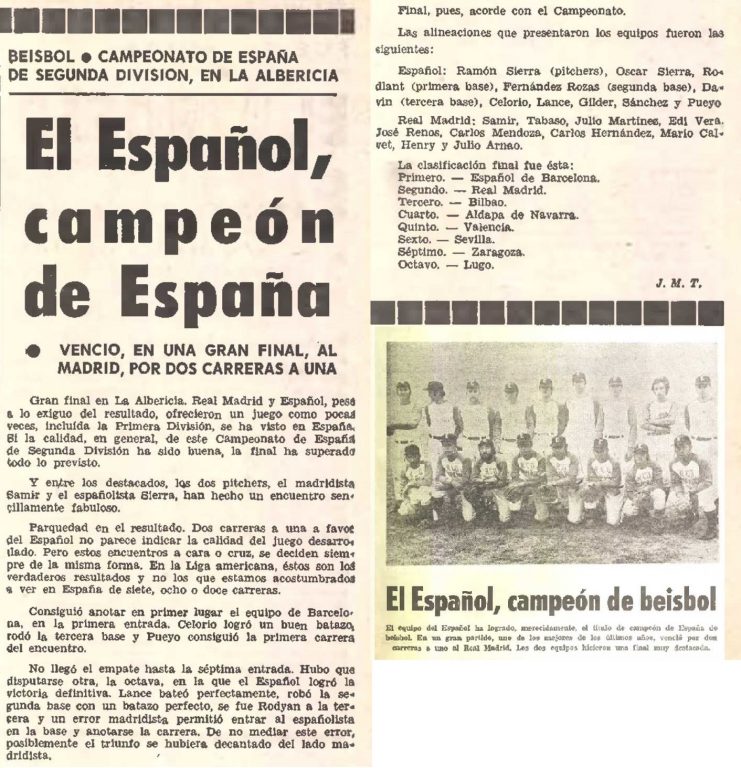 BEISBOL ● CAMPEONATO DE ESPAÑA
DE SEGUNDA DIVISION, EN LA ALBERICIA
El Español,
campeón
de España
● VENCIO, EN UNA GRAN FINAL, AL
MADRID, POR DOS CARRERAS A UNA
Gran final en La Albericia. Real Madrid y Español, pese
a lo exiguo del resultado, ofrecieron un juego como pocas
veces, incluída la Primera División, se ha visto en España.
Si la calidad, en general, de este Campeonato de España
de Segunda División ha sido buena, la final ha superado
todo lo previsto.
Y entre los destacados, los dos pitchers, el madridista
Samir y el españolista Sierra, han hecho un encuentro sen-
cillamente fabuloso.
Parquedad en el resultado. Dos carreras a una a favor
del Español no parece indicar la calidad del juego desarro-
llado. Pero estos encuentros a cara o cruz, se deciden siem-
pre de la misma forma. En la Liga americana, éstos son los
verdaderos resultados y no los que estamos acostumbrados
a ver en España de siete, ocho o doce carreras.
Consiguió anotar en primer lugar el equipo de Barcelo-
na, en la primera entrada. Celorio logró un buen batazo,
rodó la tercera base y Pueyo consiguió la primera carrera
del encuentro.
No llegó el empate hasta la séptima entrada. Hubo que
disputarse otra, la octava, en la que el Español logró la
victoria definitiva. Lance bateó perfectamente, robó la se-
gunda base con un batazo perfecto, se fue Rodyan a la ter-
cera y un error madridista permitió entrar al españolista
en la base y anotarse la carrera. De no mediar este error,
posiblemente el triunfo se hubiera decantado del lado ma-
dridista.
Final, pues, acorde con el Campeonato.
Las alineaciones que presentaron los equipos fueron las
siguientes:
Español: Ramón Sierra (pitchers), Oscar Sierra, Ro-
diant (primera base), Fernández Rozas (segunda base), Da-
vin (tercera base), Celorio, Lance, Gilder, Sánchez y Pueyo
Real Madrid: Samir, Tabaso, Julio Martínez, Edi Vera,
José Renos, Carlos Mendoza, Carlos Hernández, Mario Cal-
vet, Henry y Julio Arnao.
La clasificación final fue ésta:
Primero. — Español de Barcelona.
Segundo. — Real Madrid.
Tercero. — Bilbao.
Cuarto. — Aldapa de Navarra.
Quinto. — Valencia.
Sexto. — Sevilla.
Séptimo. — Zaragoza.
Octavo. — Lugo.
J. M. T.
El Español, campeón de beisbol
El equipo del Español ha logrado, merecidamente, el título de campeón de España de
beisbol. En un gran partido, uno de los mejores de los últimos años, venció por dos
carreras a uno al Real Madrid. Los dos equipos hicieron una final muy destacada.